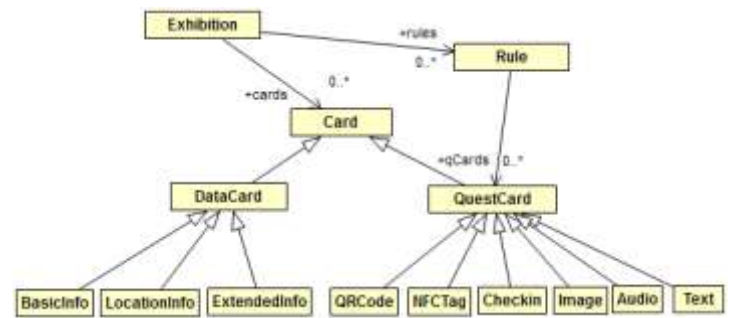 Exhibition
+rules
0..*
Rule
0..*
+cards
Card
+qCards 0..*
DataCard
QuestCard
BasicInfo LocationInfo ExtendedInfo QRCode NFCTag Checkin Image Audio Text